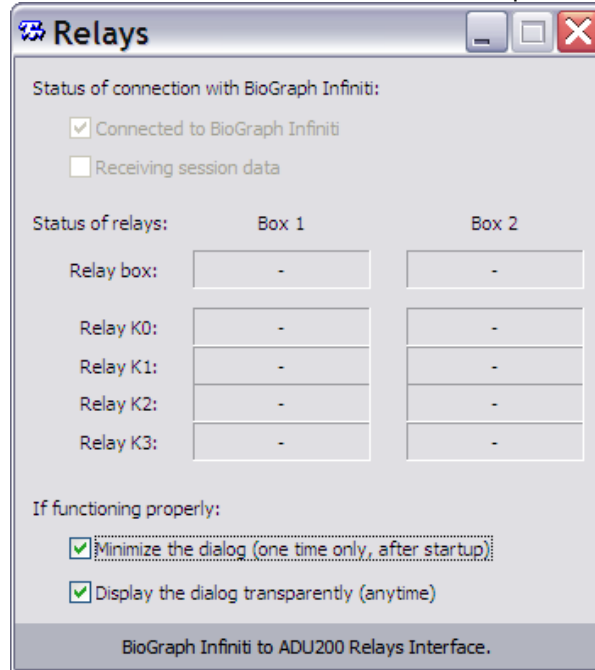 Relays
Status of connection with BioGraph Infiniti:
Connected to BioGraph Infiniti
Receiving session data
Status of relays: Box 1 Box 2
Relay box: - -
Relay K0: - -
Relay K1: - -
Relay K2: - -
Relay K3: - -
If functioning properly:
Minimize the dialog (one time only, after startup)
Display the dialog transparently (anytime)
BioGraph Infiniti to ADU200 Relays Interface.